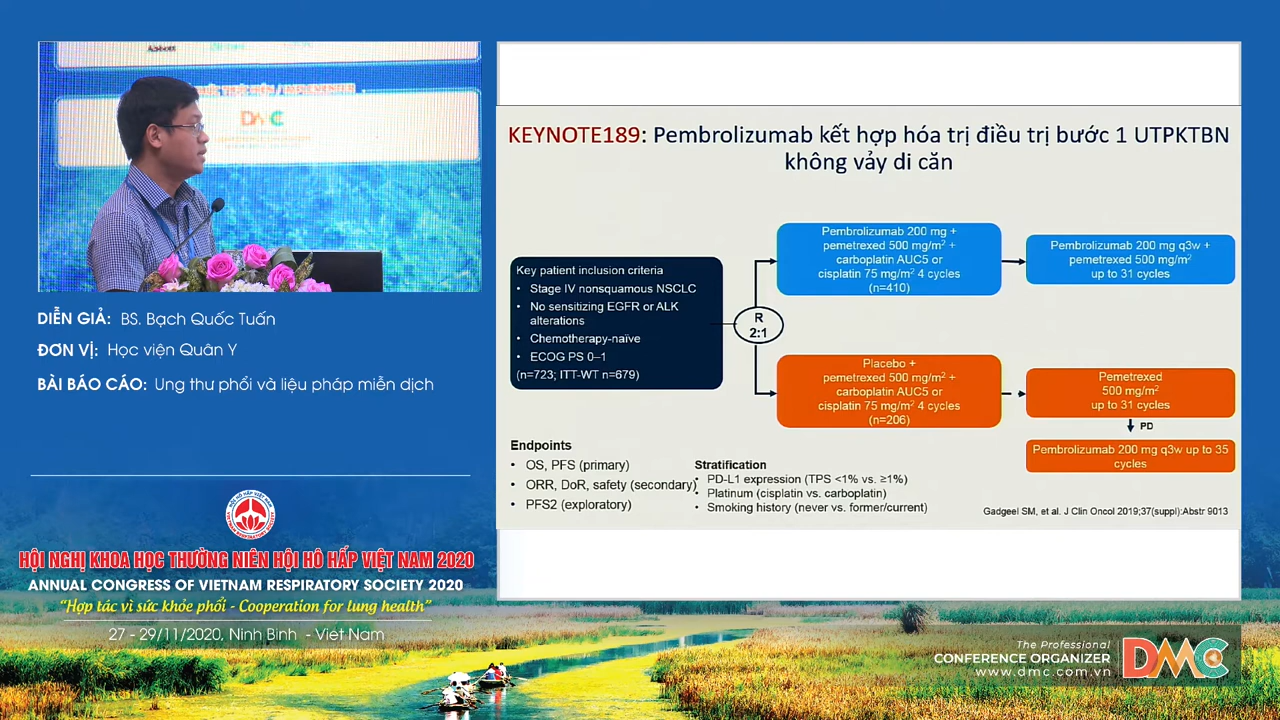 Abbott
DMC
DIỄN GIẢ: BS. Bạch Quốc Tuấn
ĐƠN VỊ: Học viện Quân Y
BÀI BÁO CÁO: Ung thư phổi và liệu pháp miễn dịch
HỘI HÔ HẤP VIỆT NAM
HỘI NGHỊ KHOA HỌC THƯỜNG NIÊN HỘI HÔ HẤP VIỆT NAM 2020
ANNUAL CONGRESS OF VIETNAM RESPIRATORY SOCIETY 2020
“Hợp tác vì sức khỏe phổi - Cooperation for lung health”
27 - 29/11/2020, Ninh Bình - Việt Nam
KEYNOTE189: Pembrolizumab kết hợp hóa trị điều trị bước 1 UTPKTBN
không vảy di căn
Key patient inclusion criteria
• Stage IV nonsquamous NSCLC
• No sensitizing EGFR or ALK
alterations
• Chemotherapy-naïve
• ECOG PS 0–1
(n=723; ITT-WT n=679)
R
2:1
Pembrolizumab 200 mg +
pemetrexed 500 mg/m² +
carboplatin AUC5 or
cisplatin 75 mg/m² 4 cycles
(n=410)
Pembrolizumab 200 mg q3w +
pemetrexed 500 mg/m²
up to 31 cycles
Placebo +
pemetrexed 500 mg/m² +
carboplatin AUC5 or
cisplatin 75 mg/m² 4 cycles
(n=206)
Pemetrexed
500 mg/m²
up to 31 cycles
PD
Pembrolizumab 200 mg q3w up to 35
cycles
Endpoints
• OS, PFS (primary)
• ORR, DoR, safety (secondary)
• PFS2 (exploratory)
Stratification
• PD-L1 expression (TPS <1% vs. ≥1%)
• Platinum (cisplatin vs. carboplatin)
• Smoking history (never vs. former/current)
Gadgeel SM, et al. J Clin Oncol 2019;37(suppl):Abstr 9013
The Professional
CONFERENCE ORGANIZER
www.dmc.com.vn
DMC